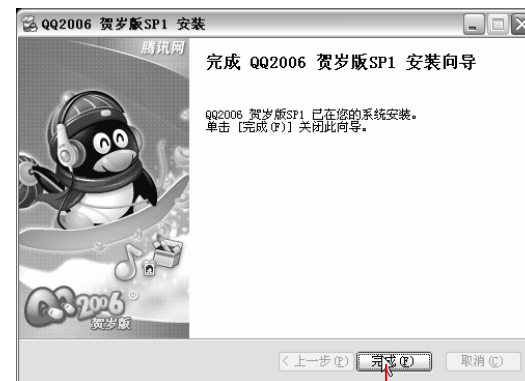 QQ2006 贺岁版SP1 安装
腾讯网
完成 QQ2006 贺岁版SP1 安装向导
QQ2006 贺岁版SP1 已在您的系统安装。
单击 [完成(F)] 关闭此向导。
QQ2006
贺岁版
<上一步(P) 完成(F) 取消(C)